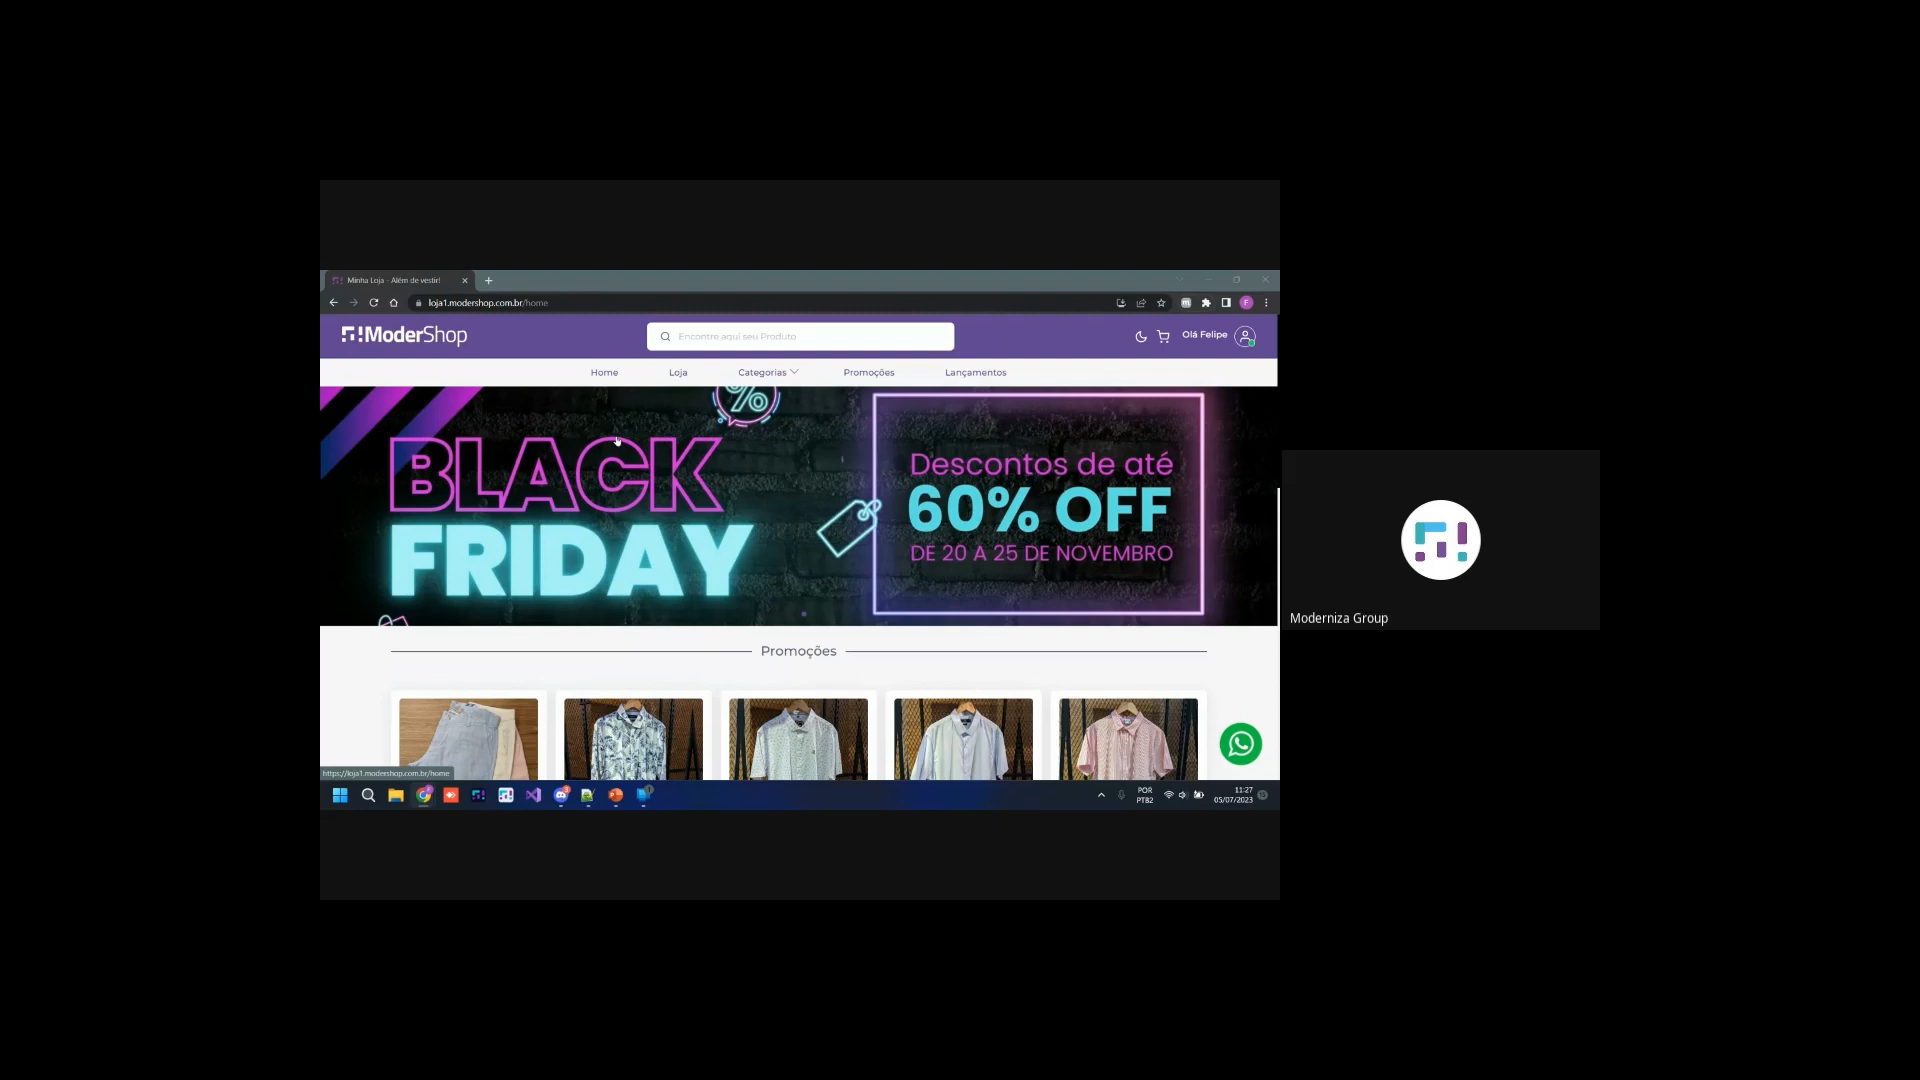 Minha Loja - Além de vestir!
loja1.modershop.com.br/home
ModerShop
Encontre aqui seu Produto
Olá Felipe
Home
Loja
Categorias
Promoções
Lançamentos
%
BLACK
FRIDAY
Descontos de até
60% OFF
DE 20 A 25 DE NOVEMBRO
Promoções
https://loja1.modershop.com.br/home
POR
PTB2
11:27
05/07/2023
Moderniza Group